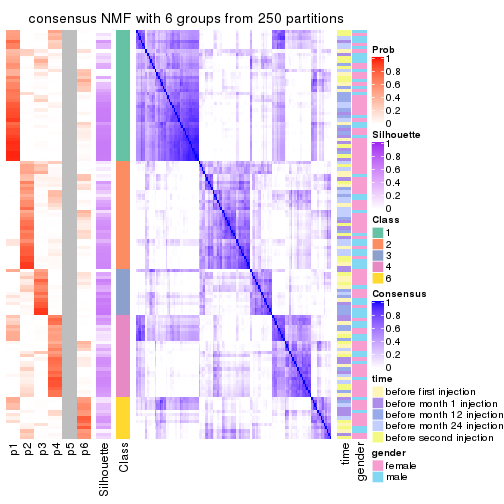 consensus NMF with 6 groups from 250 partitions
Prob
1
0.8
0.6
0.4
0.2
0
Silhouette
1
0.8
0.6
0.4
0.2
0
Class
1
2
3
4
6
Consensus
1
0.8
0.6
0.4
0.2
0
time
before first injection
before month 1 injection
before month 12 injection
before month 24 injection
before second injection
gender
female
male
p1
p2
p3
p4
p5
p6
Silhouette
Class
time
gender